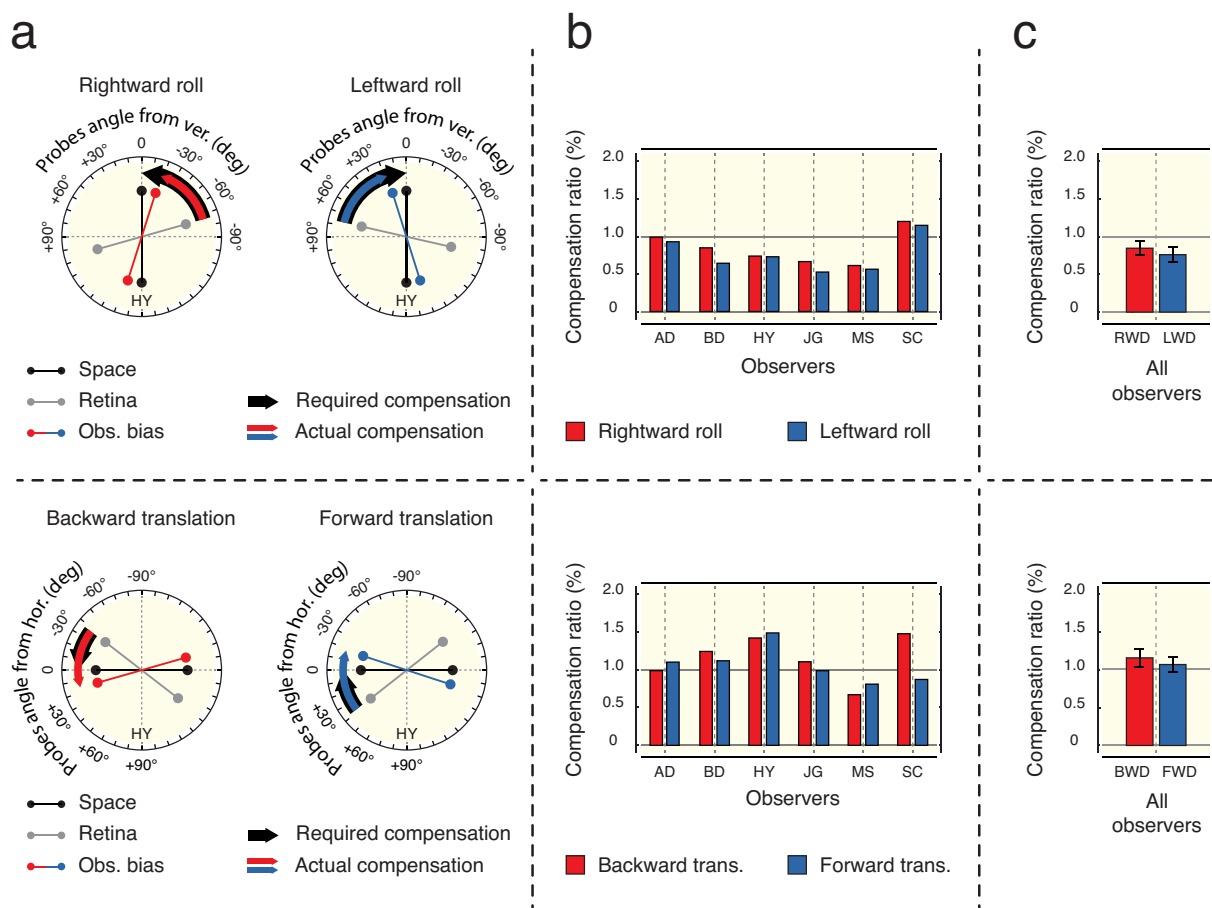 a
b
c
Rightward roll
Leftward roll
Probes angle from ver. (deg)
+90°
+60°
+30°
0
-30°
-60°
-90°
HY
Probes angle from ver. (deg)
+90°
+60°
+30°
0
-30°
-60°
-90°
HY
Space
Retina
Obs. bias
Required compensation
Actual compensation
Compensation ratio (%)
2.0
1.5
1.0
0.5
0
AD BD HY JG MS SC
Observers
Rightward roll
Leftward roll
Compensation ratio (%)
2.0
1.5
1.0
0.5
0
RWD LWD
All
observers
Backward translation
Forward translation
Probes angle from hor. (deg)
-90°
-60°
-30°
0
+30°
+60°
+90°
HY
Probes angle from hor. (deg)
-90°
-60°
-30°
0
+30°
+60°
+90°
HY
Space
Retina
Obs. bias
Required compensation
Actual compensation
Compensation ratio (%)
2.0
1.5
1.0
0.5
0
AD BD HY JG MS SC
Observers
Backward trans.
Forward trans.
Compensation ratio (%)
2.0
1.5
1.0
0.5
0
BWD FWD
All
observers